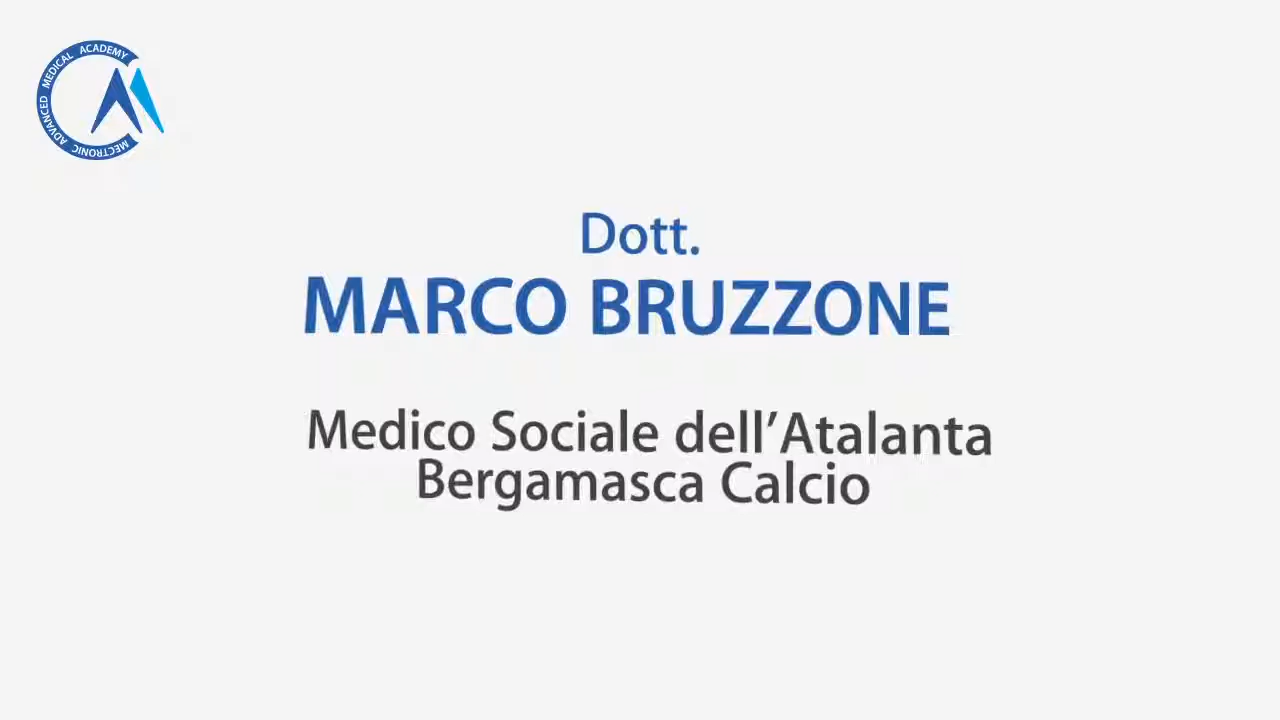 MECTRONIC ADVANCED MEDICAL ACADEMY
Dott.
MARCO BRUZZONE
Medico Sociale dell’Atalanta
Bergamasca Calcio